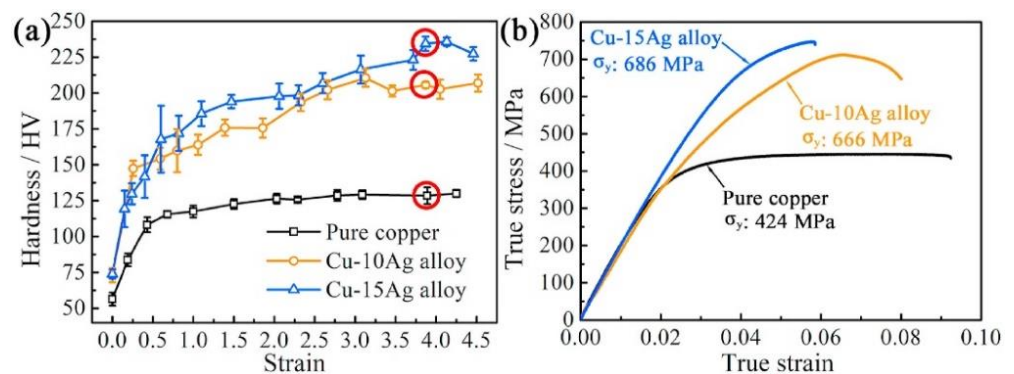 (a)
Hardness / HV
250
225
200
175
150
125
100
75
50
Pure copper
Cu-10Ag alloy
Cu-15Ag alloy
0.0 0.5 1.0 1.5 2.0 2.5 3.0 3.5 4.0 4.5
Strain
(b)
True stress / MPa
800
700
600
500
400
300
200
100
0
Cu-15Ag alloy
σy: 686 MPa
Cu-10Ag alloy
σy: 666 MPa
Pure copper
σy: 424 MPa
0.00 0.02 0.04 0.06 0.08 0.10
True strain